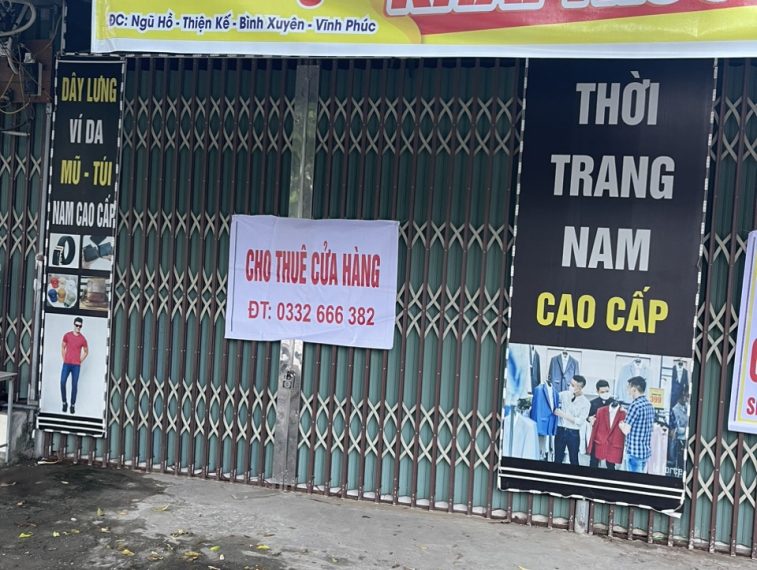 ĐC: Ngũ Hồ - Thiện Kế - Bình Xuyên - Vĩnh Phúc
DÂY LƯNG
VÍ DA
MŨ - TÚI
NAM CAO CẤP
CHO THUÊ CỬA HÀNG
ĐT: 0332 666 382
THỜI
TRANG
NAM
CAO CẤP
399